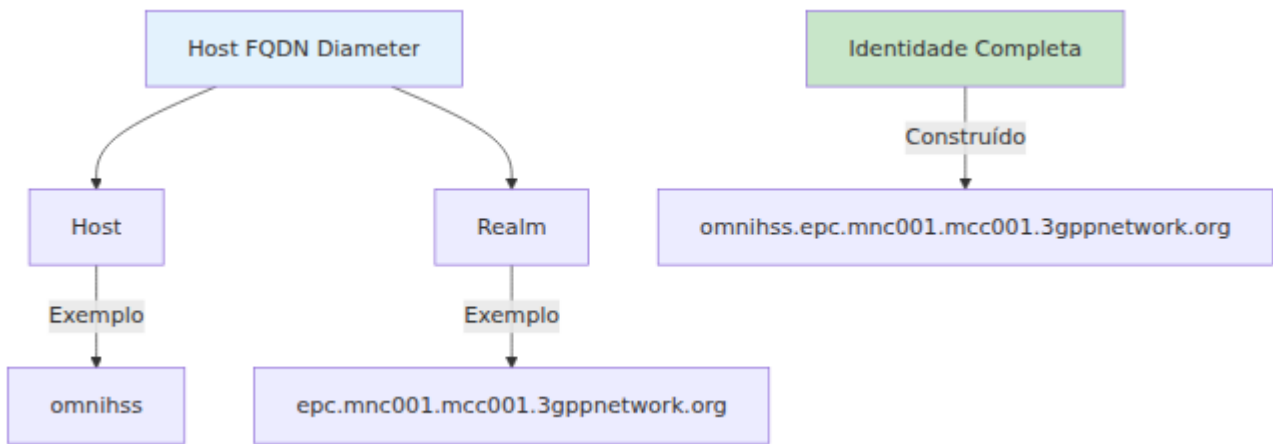 Host FQDN Diameter
Identidade Completa
Construído
Host
Realm
omnihss.epc.mnc001.mcc001.3gppnetwork.org
Exemplo
Exemplo
omnihss
epc.mnc001.mcc001.3gppnetwork.org